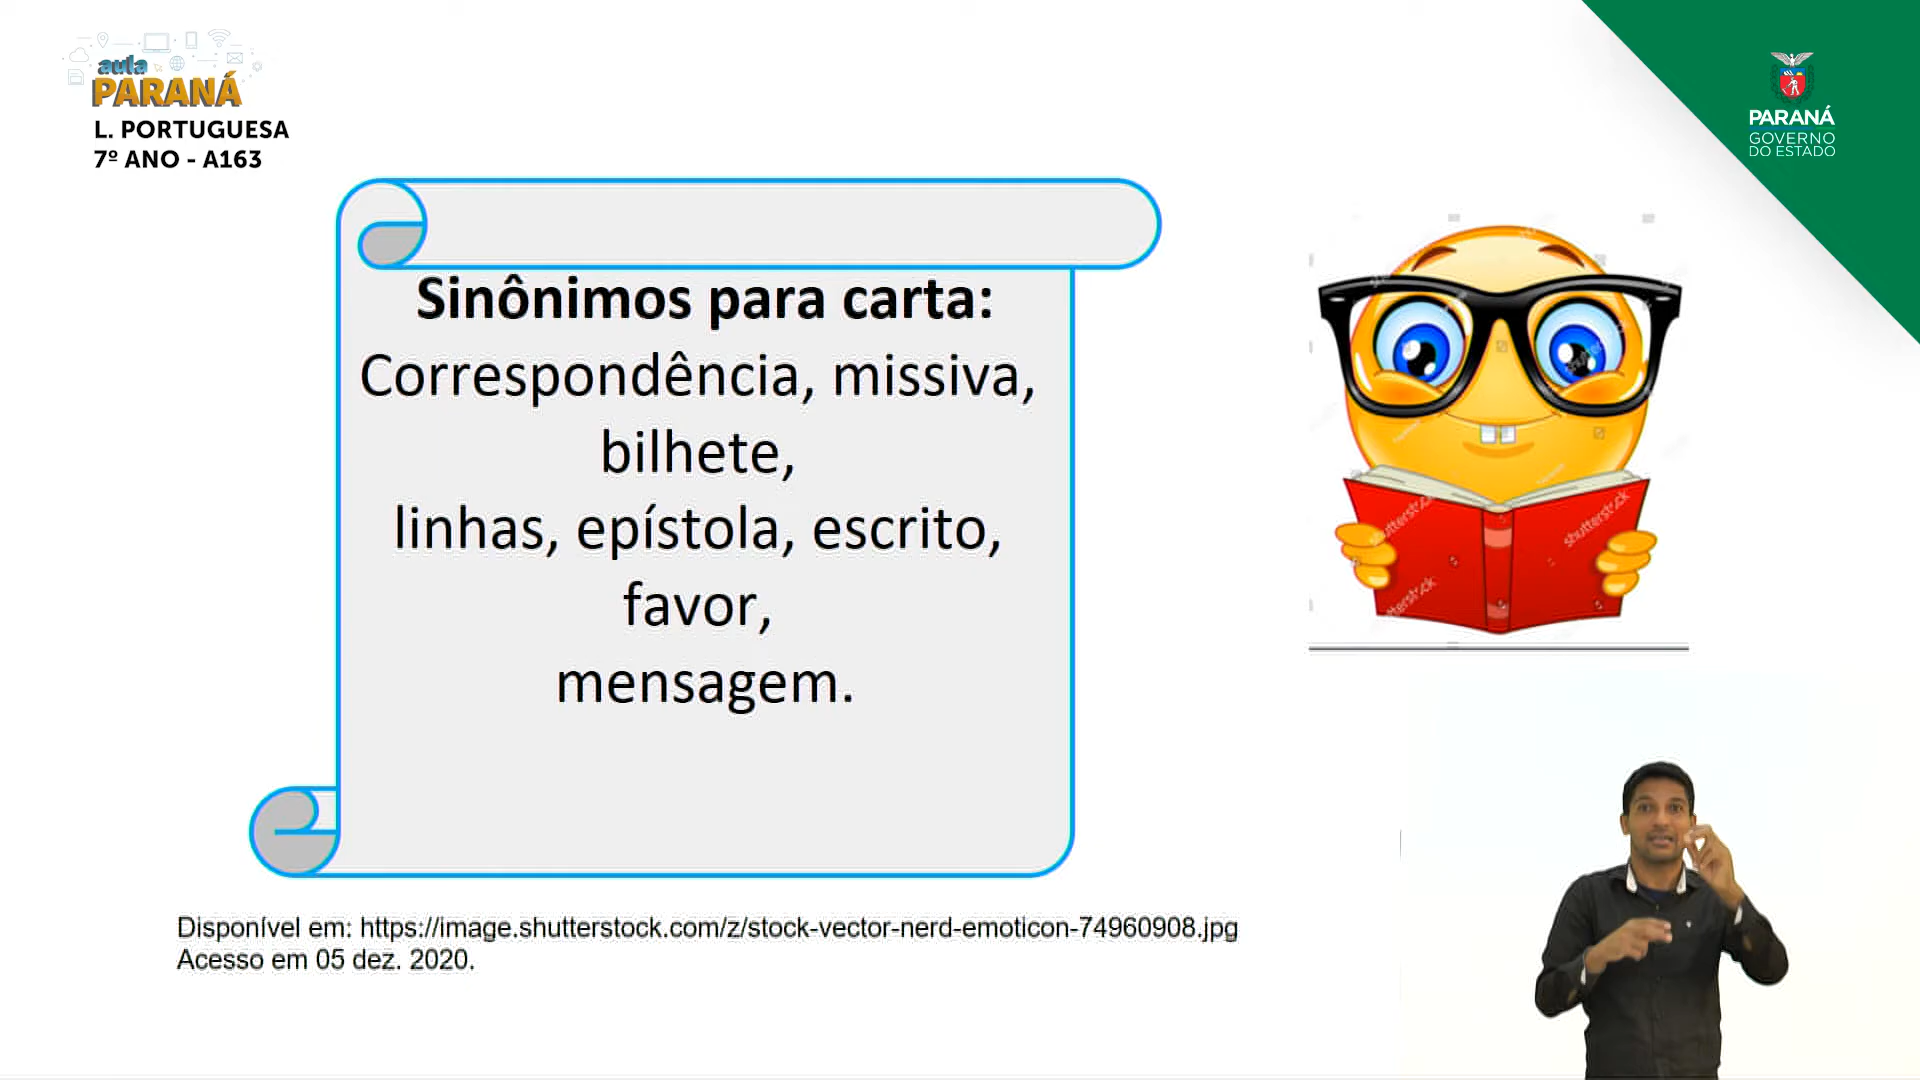 aula
PARANÁ
L. PORTUGUESA
7º ANO - A163
PARANÁ
GOVERNO
DO ESTADO
Sinônimos para carta:
Correspondência, missiva,
bilhete,
linhas, epístola, escrito,
favor,
mensagem.
shutterstock
shutterstock
Disponível em: https://image.shutterstock.com/z/stock-vector-nerd-emoticon-74960908.jpg
Acesso em 05 dez. 2020.